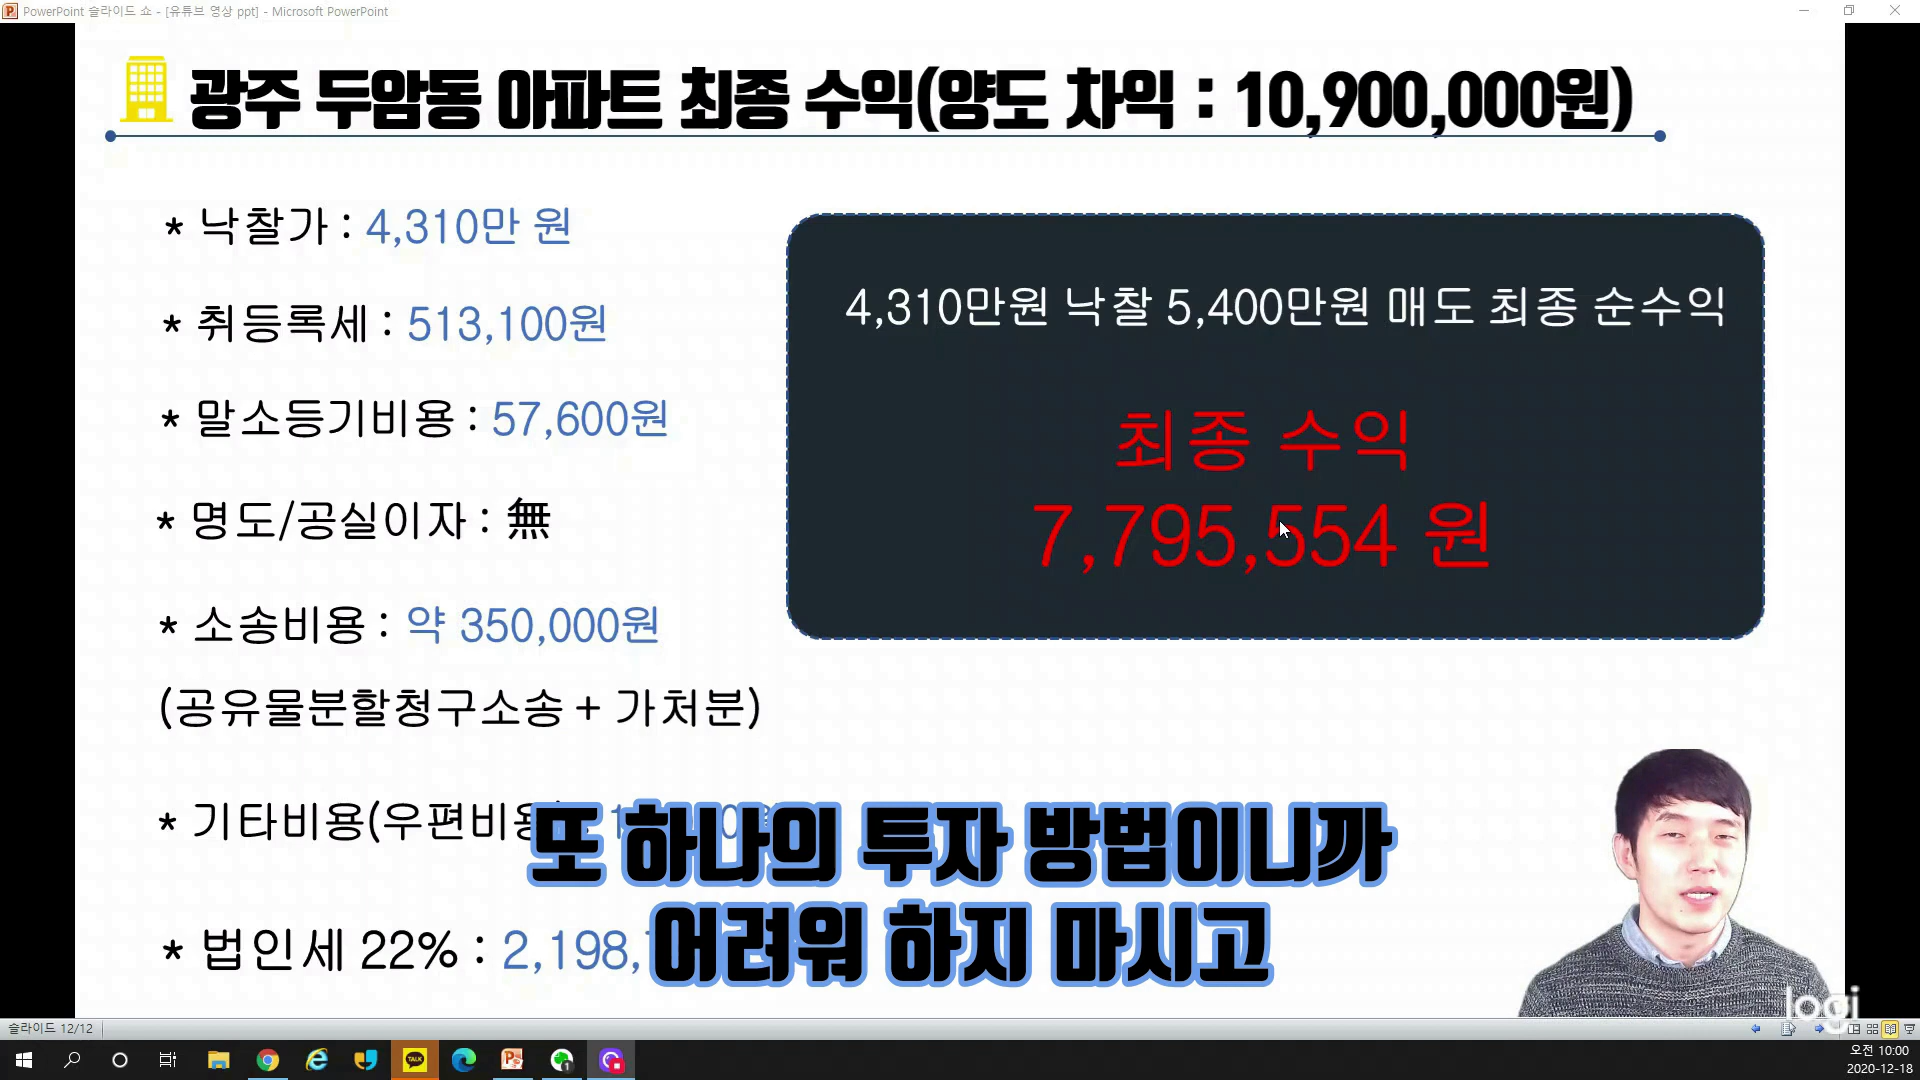 PowerPoint 슬라이드 쇼 - [유튜브 영상 ppt] - Microsoft PowerPoint
광주 두암동 아파트 최종 수익(양도 차익 : 10,900,000원)
* 낙찰가 : 4,310만 원
* 취등록세 : 513,100원
* 말소등기비용 : 57,600원
* 명도/공실이자 : 無
* 소송비용 : 약 350,000원
(공유물분할청구소송 + 가처분)
* 기타비용(우편비용
* 법인세 22% : 2,198,
4,310만원 낙찰 5,400만원 매도 최종 순수익
최종 수익
7,795,554 원
또 하나의 투자 방법이니까
어려워 하지 마시고
logi
슬라이드 12/12
TALK
오전 10:00
2020-12-18